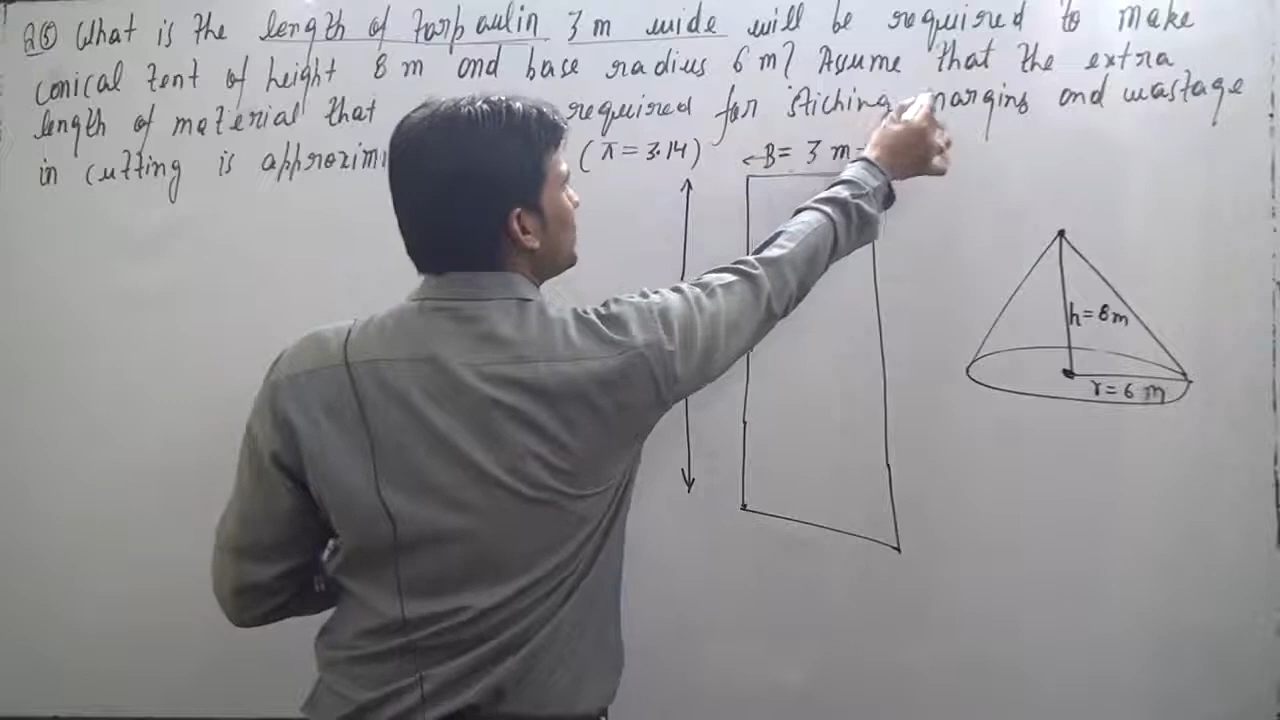 Q⑤ What is the length of tarpaulin 3 m wide will be required to make
conical tent of height 8 m and base radius 6 m? Assume that the extra
length of material that required for stiching margins and wastage
in cutting is (π = 3.14) B = 3 m
h = 8m
r = 6 m